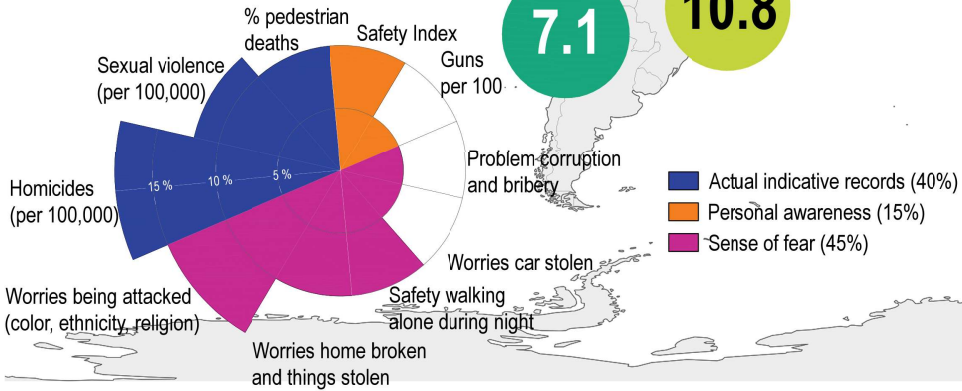 7.1
10.8
% pedestrian
deaths
Safety Index
Guns
per 100
Sexual violence
(per 100,000)
Problem corruption
and bribery
15 %
10 %
5 %
Homicides
(per 100,000)
Actual indicative records (40%)
Personal awareness (15%)
Sense of fear (45%)
Worries car stolen
Safety walking
alone during night
Worries being attacked
(color, ethnicity, religion)
Worries home broken
and things stolen